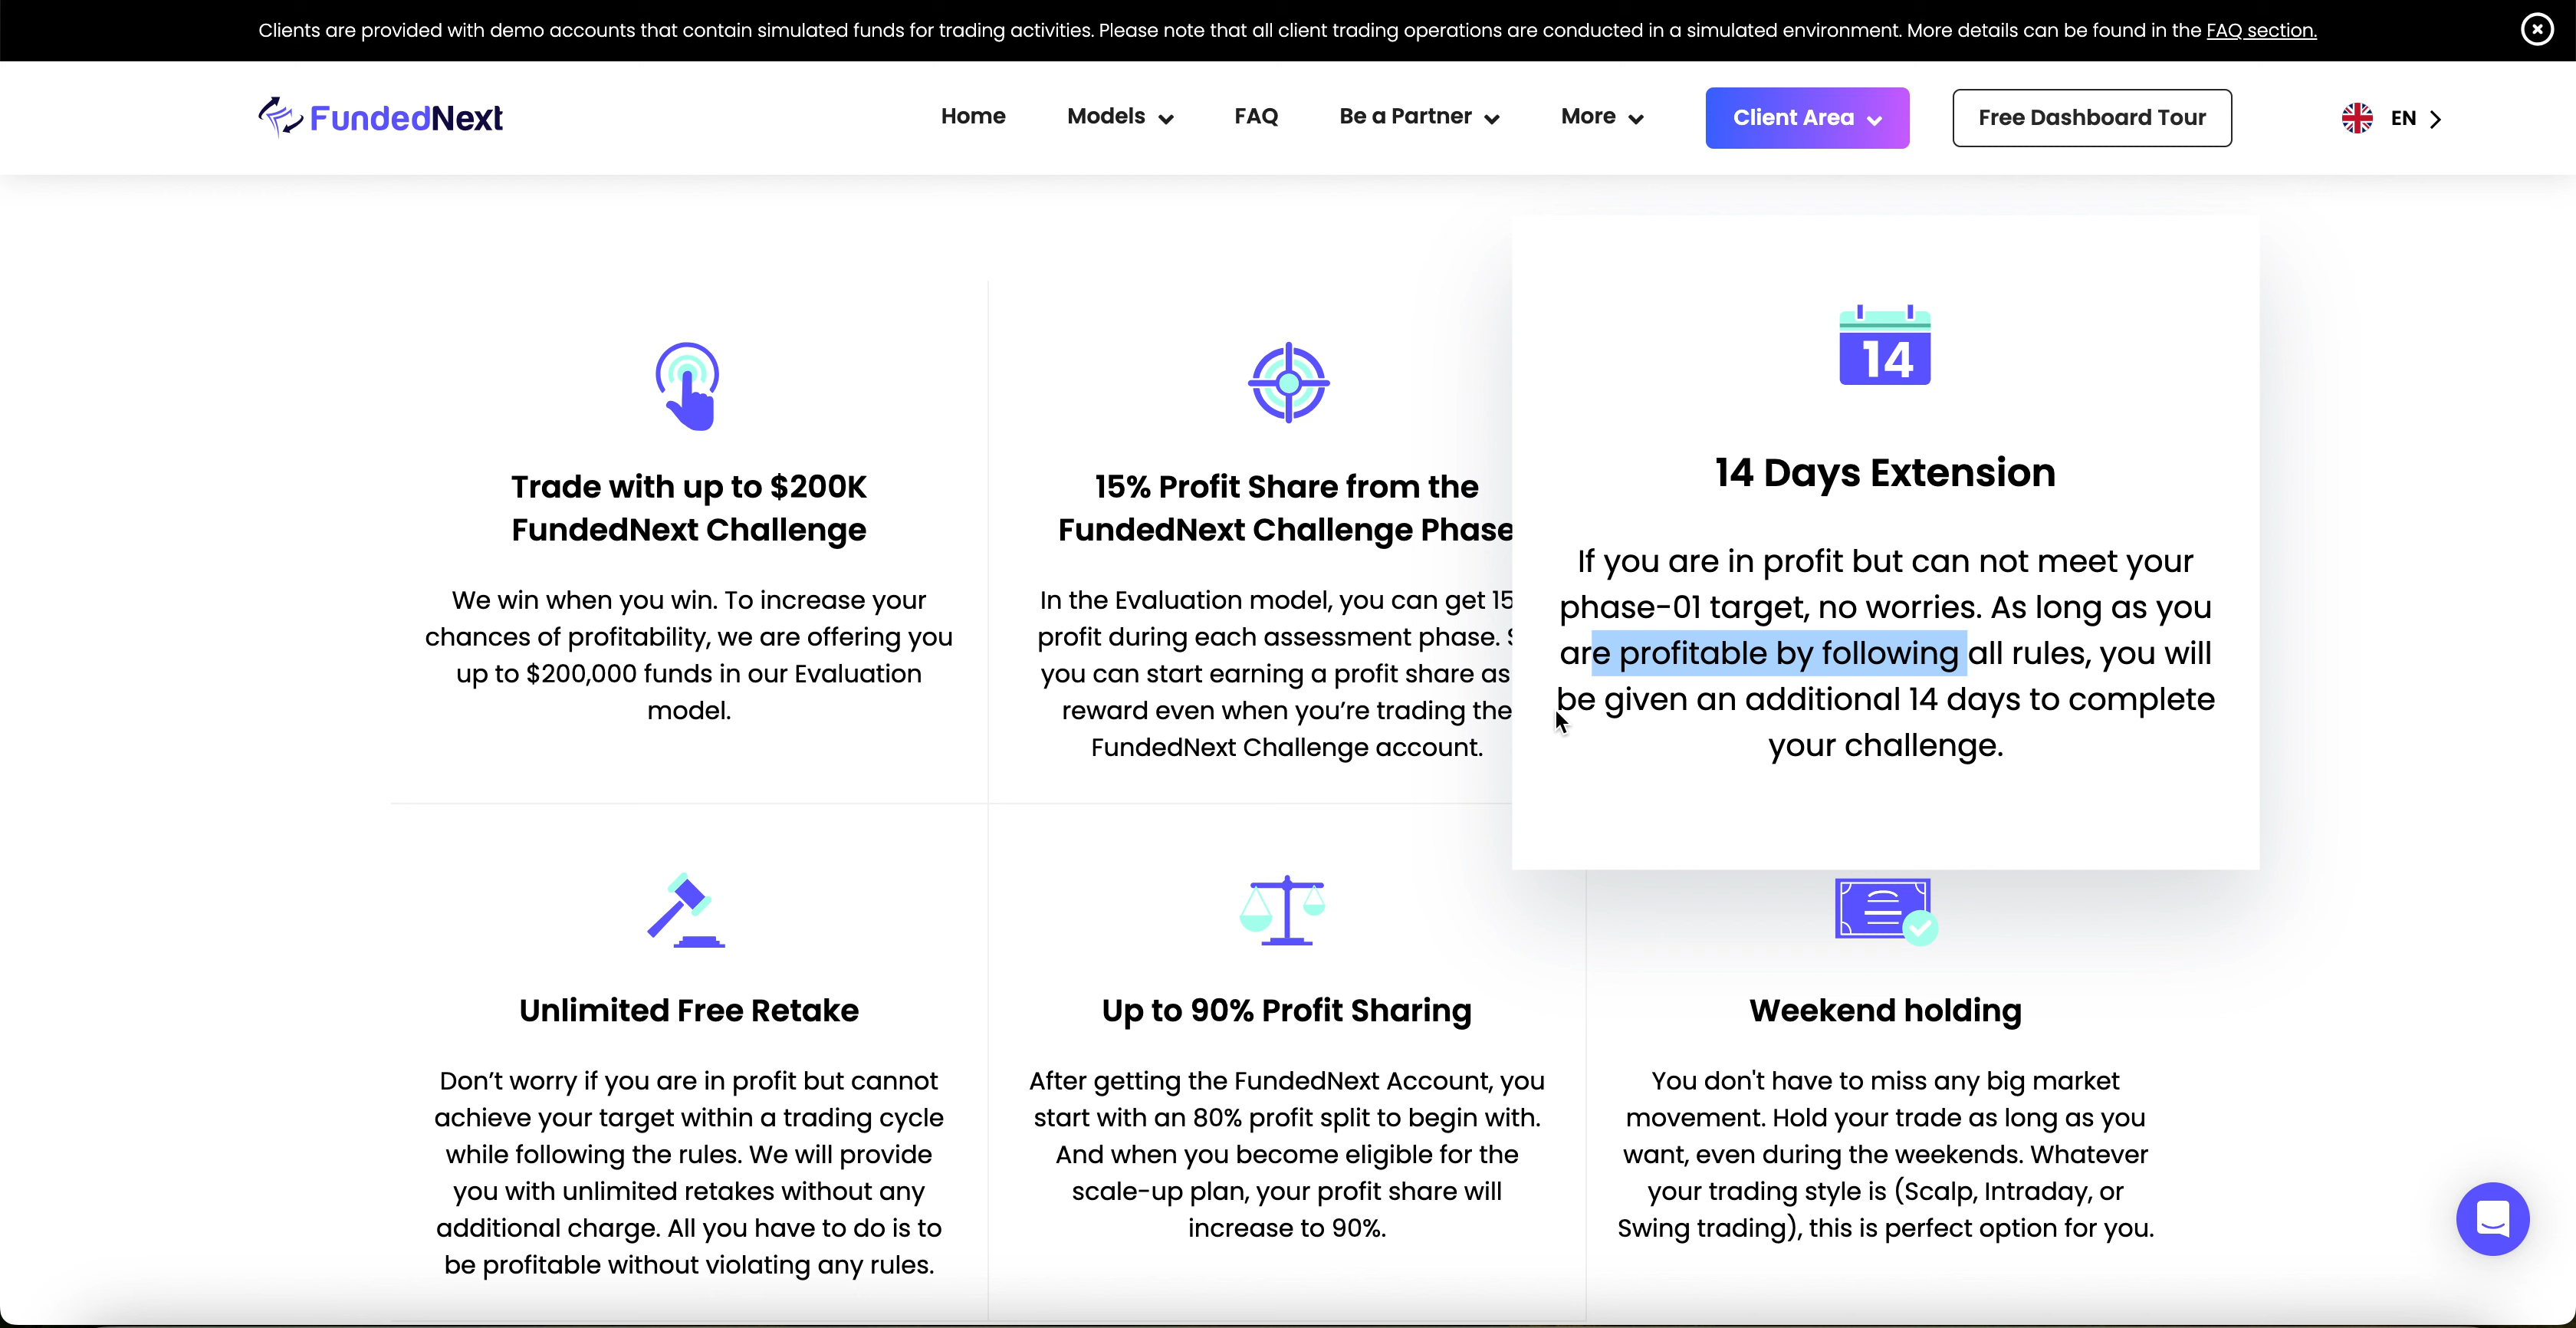 Clients are provided with demo accounts that contain simulated funds for trading activities. Please note that all client trading operations are conducted in a simulated environment. More details can be found in the FAQ section.
FundedNext
Home
Models
FAQ
Be a Partner
More
Client Area
Free Dashboard Tour
EN
Trade with up to $200K
FundedNext Challenge
We win when you win. To increase your
chances of profitability, we are offering you
up to $200,000 funds in our Evaluation
model.
15% Profit Share from the
FundedNext Challenge Phase
In the Evaluation model, you can get 15
profit during each assessment phase.
you can start earning a profit share as
reward even when you’re trading the
FundedNext Challenge account.
14
14 Days Extension
If you are in profit but can not meet your
phase-01 target, no worries. As long as you
are profitable by following all rules, you will
be given an additional 14 days to complete
your challenge.
Unlimited Free Retake
Don’t worry if you are in profit but cannot
achieve your target within a trading cycle
while following the rules. We will provide
you with unlimited retakes without any
additional charge. All you have to do is to
be profitable without violating any rules.
Up to 90% Profit Sharing
After getting the FundedNext Account, you
start with an 80% profit split to begin with.
And when you become eligible for the
scale-up plan, your profit share will
increase to 90%.
Weekend holding
You don't have to miss any big market
movement. Hold your trade as long as you
want, even during the weekends. Whatever
your trading style is (Scalp, Intraday, or
Swing trading), this is perfect option for you.